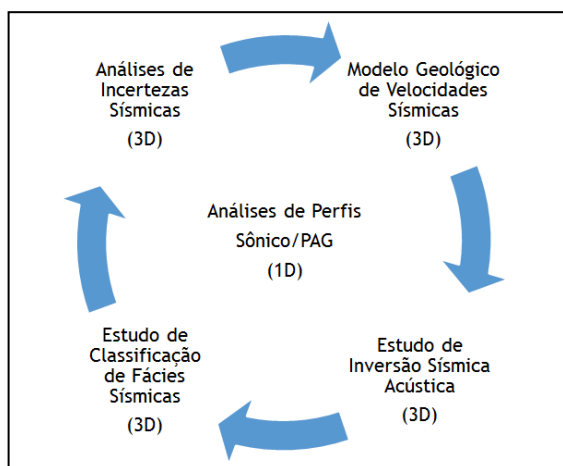 Análises de
Incertezas
Sísmicas
(3D)
Modelo Geológico
de Velocidades
Sísmicas
(3D)
Análises de Perfis
Sônico/PAG
(1D)
Estudo de
Classificação
de Fácies
Sísmicas
(3D)
Estudo de
Inversão Sísmica
Acústica
(3D)